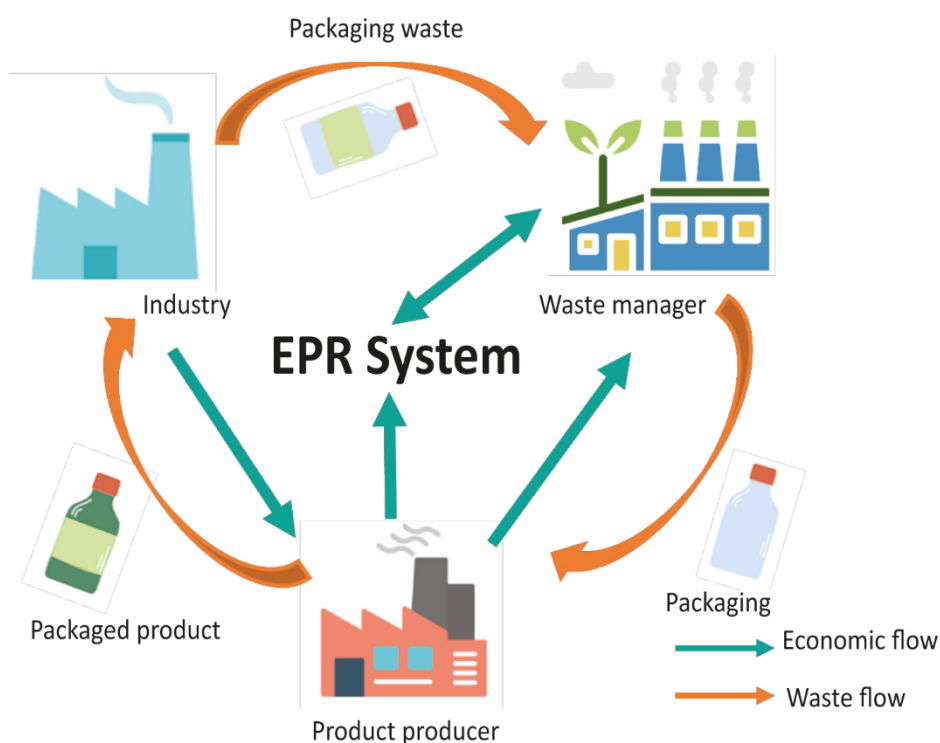 Packaging waste
Industry
Waste manager
EPR System
Packaged product
Packaging
Economic flow
Waste flow
Product producer